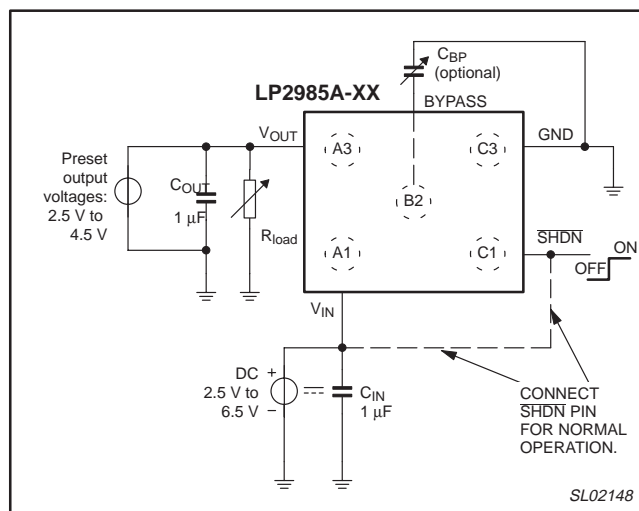 C_BP
(optional)
LP2985A-XX
BYPASS
V_OUT
GND
A3
C3
Preset
output
voltages:
2.5 V to
4.5 V
C_OUT
1 μF
R_load
B2
A1
C1
SHDN
ON
OFF
V_IN
DC
2.5 V to
6.5 V
+
–
C_IN
1 μF
CONNECT
SHDN PIN
FOR NORMAL
OPERATION.
SL02148